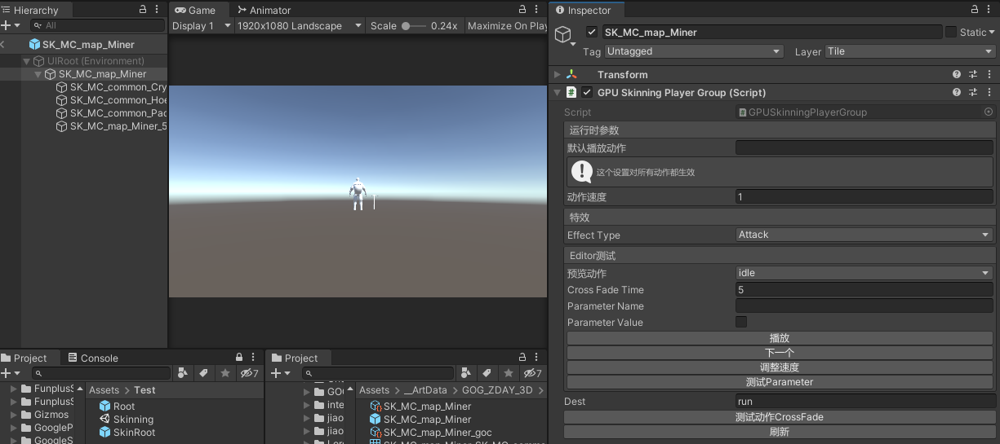 Hierarchy
All
SK_MC_map_Miner
UIRoot (Environment)
SK_MC_map_Miner
SK_MC_common_Cry
SK_MC_common_Hoe
SK_MC_common_Pac
SK_MC_map_Miner_5
Game
Animator
Display 1
1920x1080 Landscape
Scale
0.24x
Maximize On Play
Inspector
SK_MC_map_Miner
Static
Tag
Untagged
Layer
Tile
Transform
GPU Skinning Player Group (Script)
Script
GPUSkinningPlayerGroup
运行时参数
默认播放动作
这个设置对所有动作都生效
动作速度
1
特效
Effect Type
Attack
Editor测试
预览动作
idle
Cross Fade Time
5
Parameter Name
Parameter Value
播放
下一个
调整速度
测试Parameter
Dest
run
测试动作CrossFade
刷新
Project
Console
7
FunplusS
FunplusS
Gizmos
GoogleP
GoogleS
Assets > Test
Root
Skinning
SkinRoot
Project
7
GOG
inte
jiao
jiao
Assets > __ArtData > GOG_ZDAY_3D >
SK_MC_map_Miner
SK_MC_map_Miner
SK_MC_map_Miner_goc